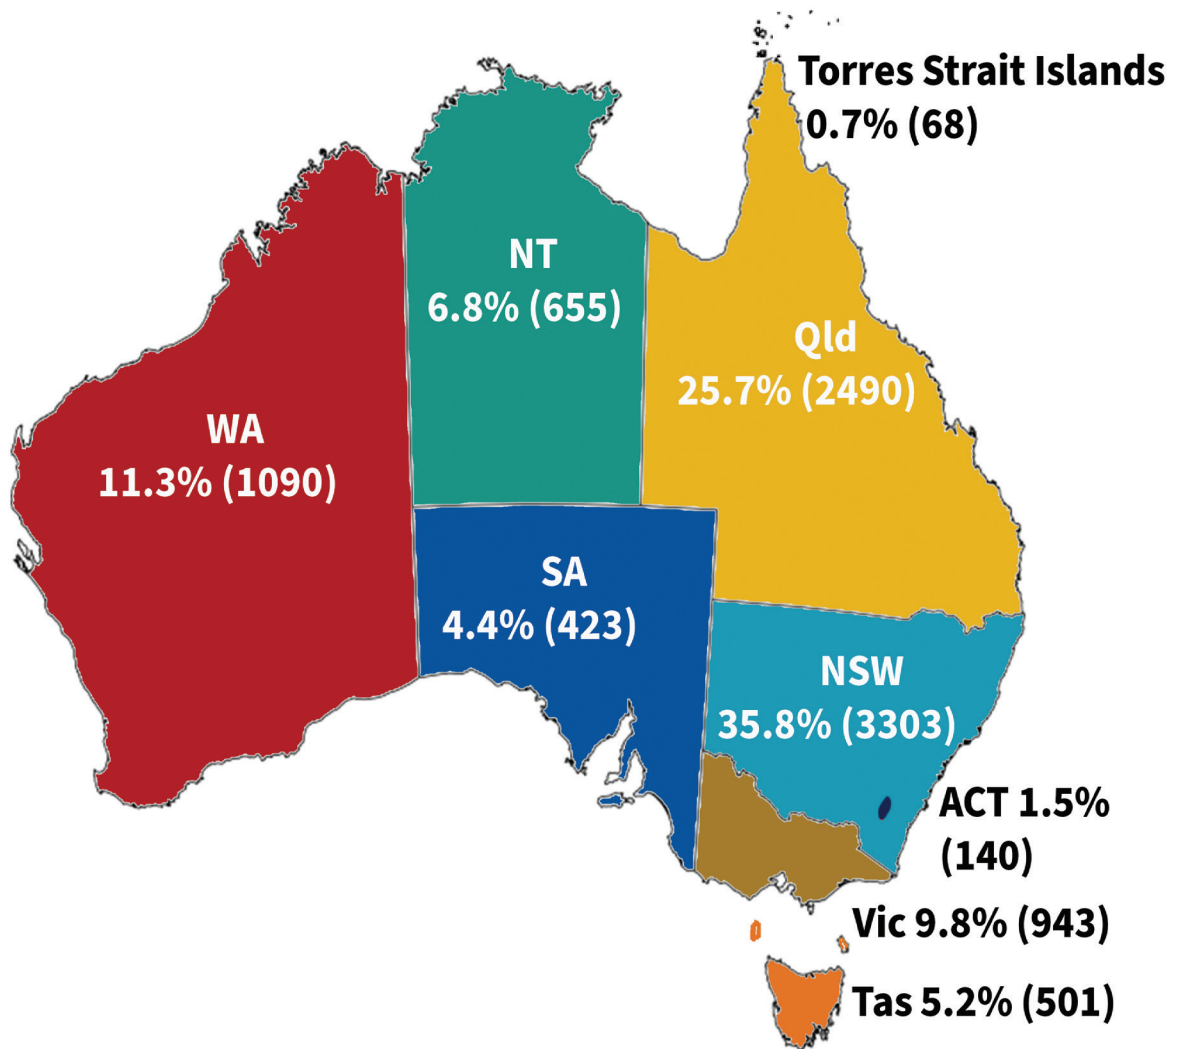 Torres Strait Islands
0.7% (68)
NT
6.8% (655)
Qld
25.7% (2490)
WA
11.3% (1090)
SA
4.4% (423)
NSW
35.8% (3303)
ACT 1.5%
(140)
Vic 9.8% (943)
Tas 5.2% (501)